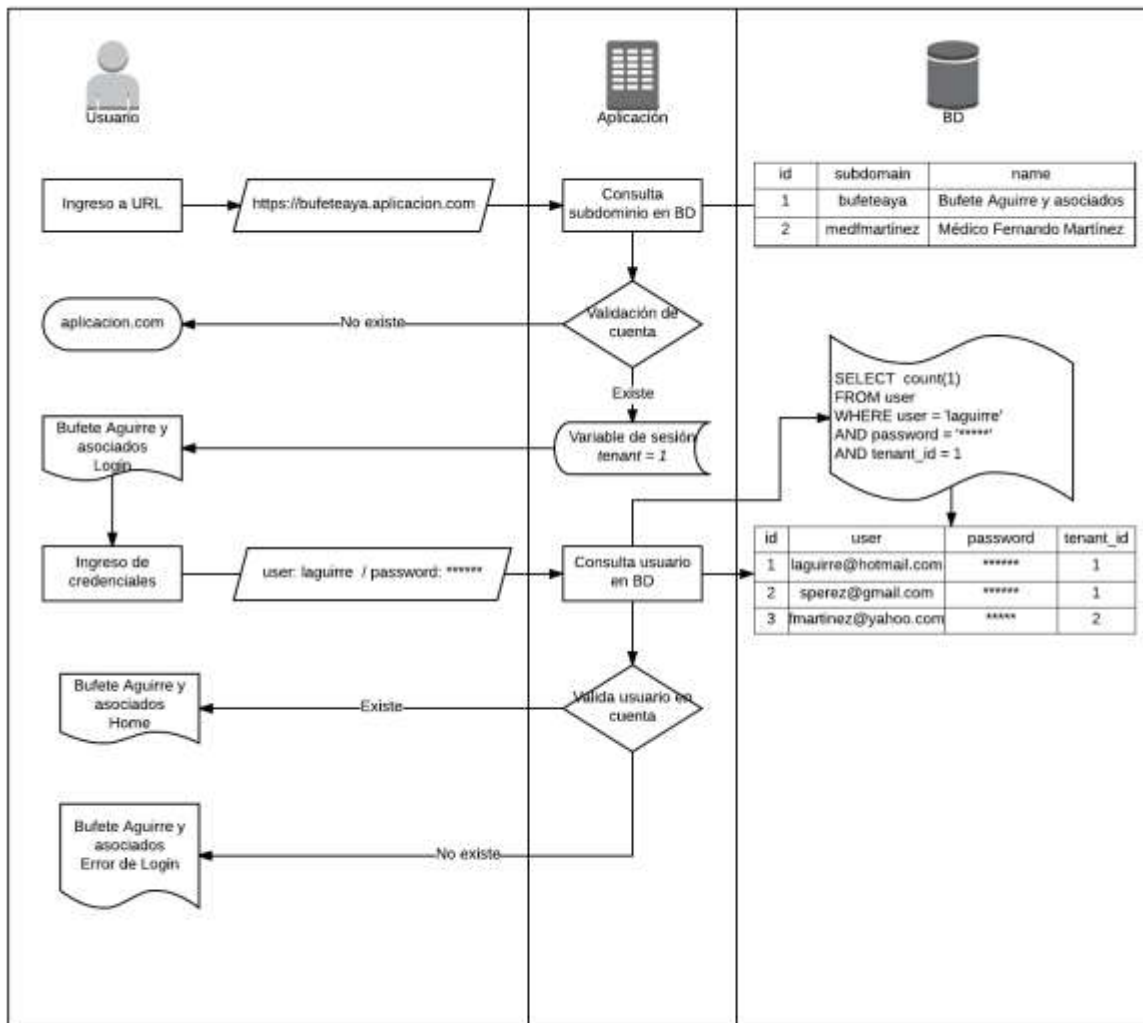 Usuario
Aplicación
BD
Ingreso a URL
https://bufeteaya.aplicacion.com
Consulta
subdominio en BD
id subdomain name
1 bufeteaya Bufete Aguirre y asociados
2 medfmartinez Médico Fernando Martínez
aplicacion.com
No existe
Validación de
cuenta
Existe
Bufete Aguirre y
asociados
Login
Variable de sesión
tenant = 1
SELECT count(1)
FROM user
WHERE user = 'laguirre'
AND password = '*****'
AND tenant_id = 1
Ingreso de
credenciales
user: laguirre / password: ******
Consulta usuario
en BD
id user password tenant_id
1 laguirre@hotmail.com ****** 1
2 sperez@gmail.com ****** 1
3 fmartinez@yahoo.com ***** 2
Bufete Aguirre y
asociados
Home
Existe
Valida usuario en
cuenta
Bufete Aguirre y
asociados
Error de Login
No existe